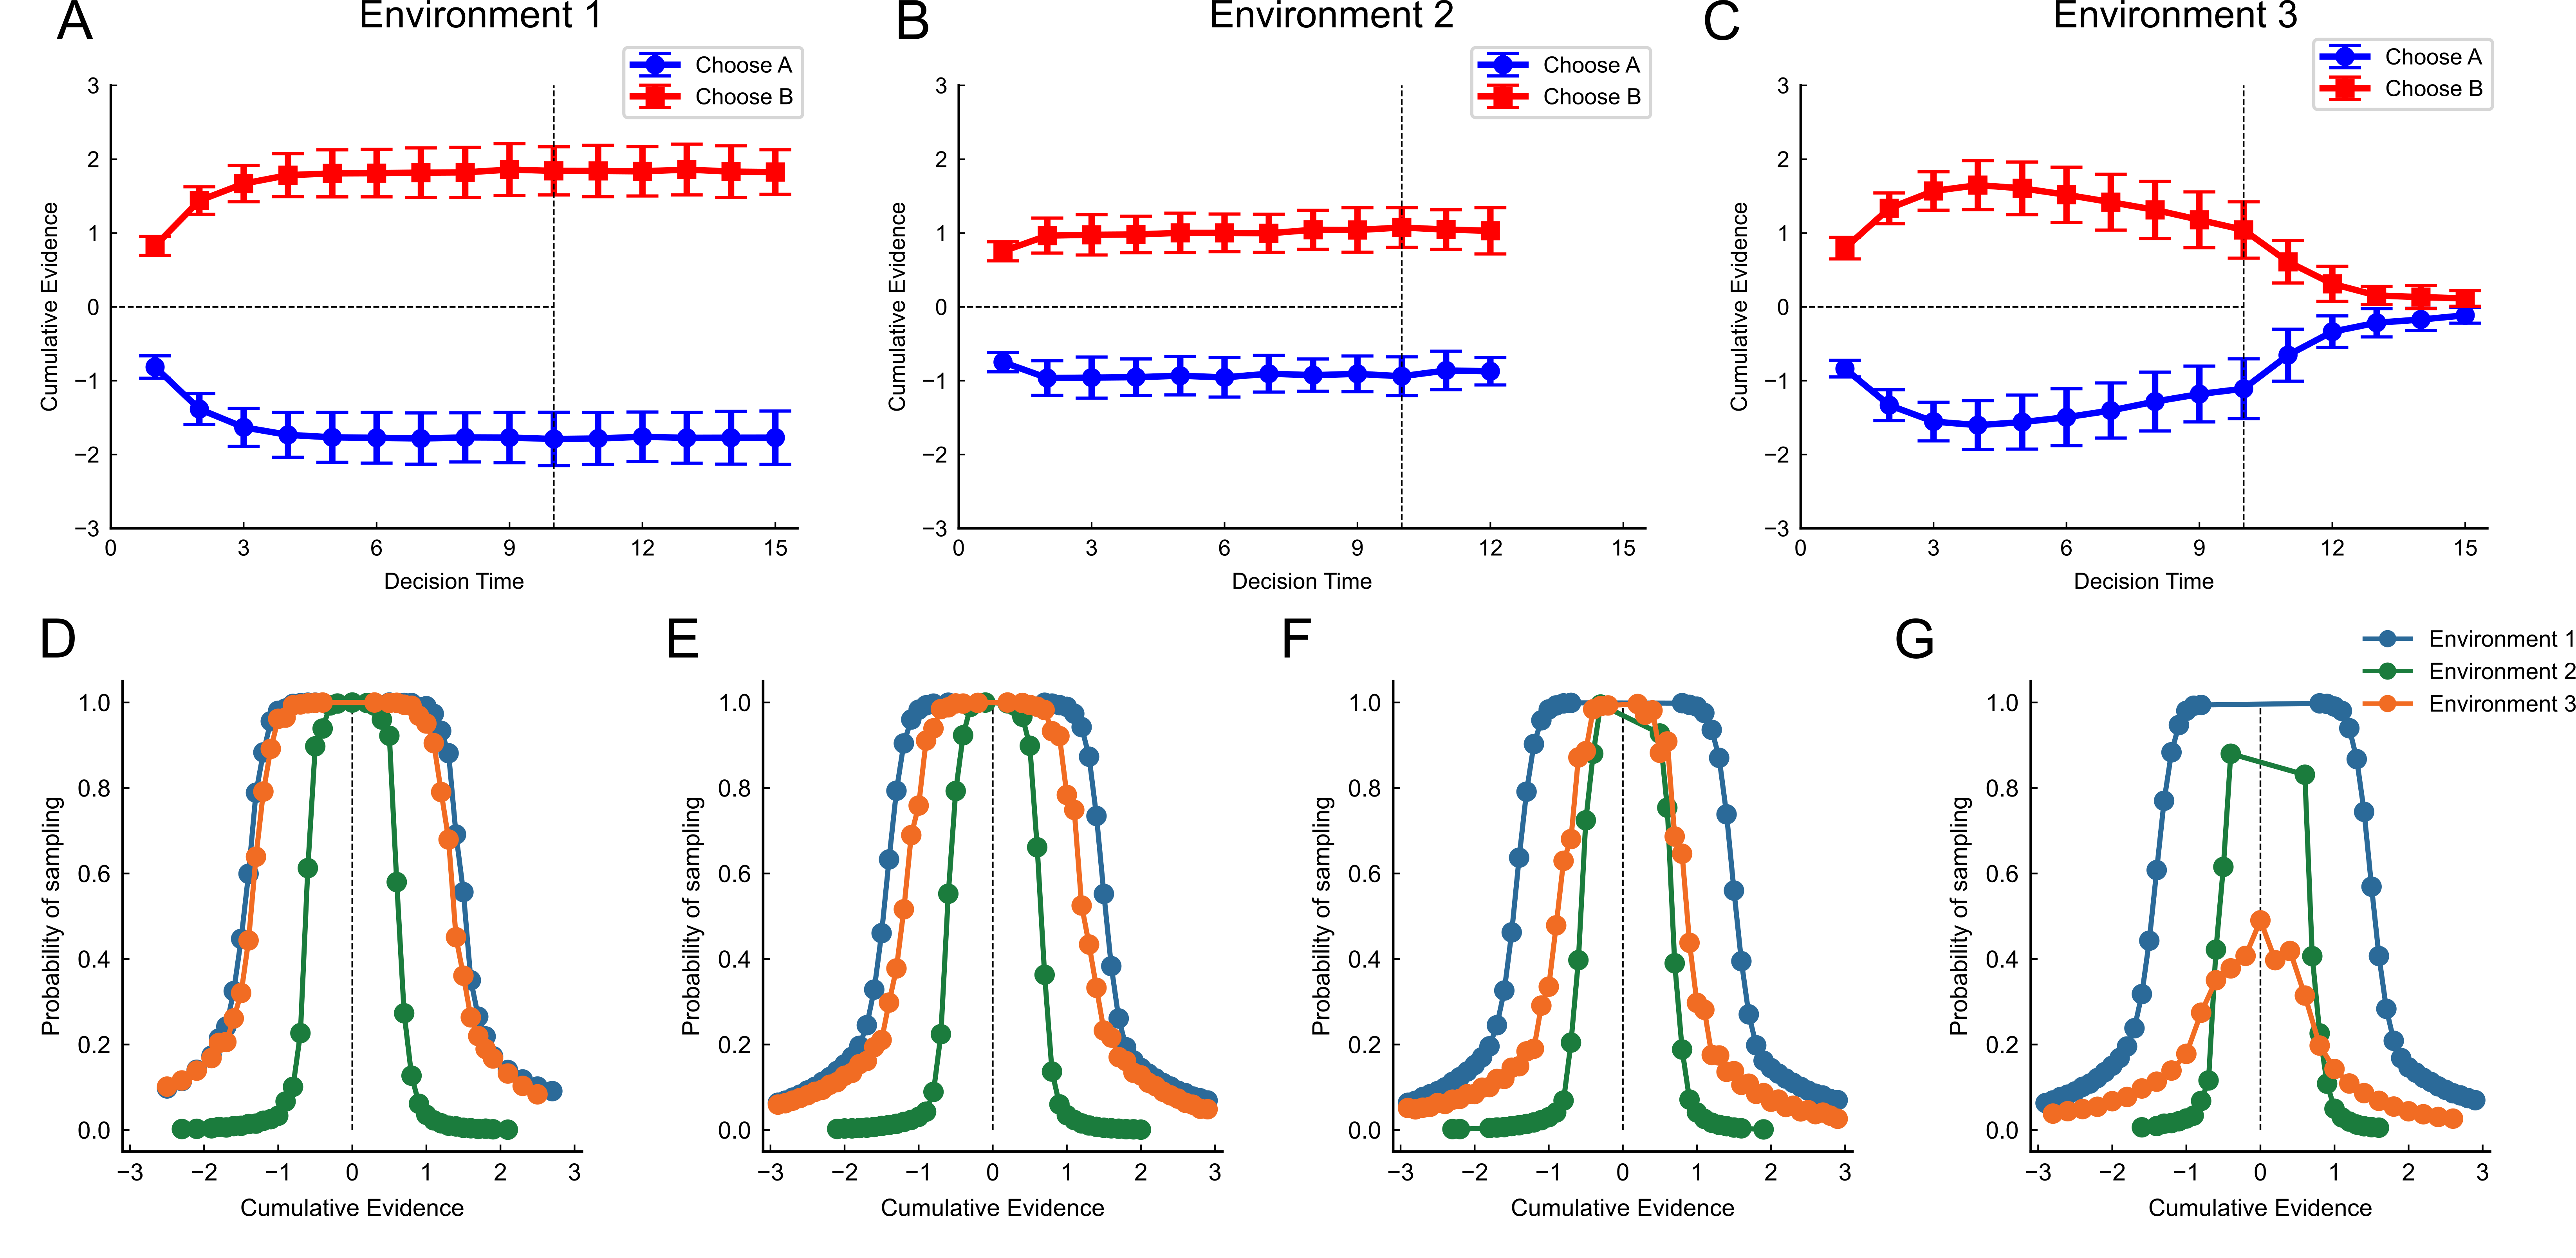 A
Environment 1
Choose A
Choose B
3
2
1
0
−1
−2
−3
Cumulative Evidence
0
3
6
9
12
15
Decision Time
B
Environment 2
Choose A
Choose B
3
2
1
0
−1
−2
−3
Cumulative Evidence
0
3
6
9
12
15
Decision Time
C
Environment 3
Choose A
Choose B
3
2
1
0
−1
−2
−3
Cumulative Evidence
0
3
6
9
12
15
Decision Time
D
1.0
0.8
0.6
0.4
0.2
0.0
Probability of sampling
−3
−2
−1
0
1
2
3
Cumulative Evidence
E
1.0
0.8
0.6
0.4
0.2
0.0
Probability of sampling
−3
−2
−1
0
1
2
3
Cumulative Evidence
F
1.0
0.8
0.6
0.4
0.2
0.0
Probability of sampling
−3
−2
−1
0
1
2
3
Cumulative Evidence
G
Environment 1
Environment 2
Environment 3
1.0
0.8
0.6
0.4
0.2
0.0
Probability of sampling
−3
−2
−1
0
1
2
3
Cumulative Evidence